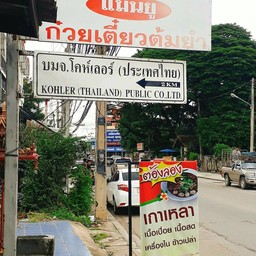 แมนยู
ก๋วยเตี๋ยวต้มยำ
บมจ.โคห์เลอร์ (ประเทศไทย)
2 KM
KOHLER (THAILAND) PUBLIC CO.,LTD.
ต้องลอง
เกาเหลา
เนื้อเปื่อย เนื้อสด
เครื่องใน ข้าวเปล่า